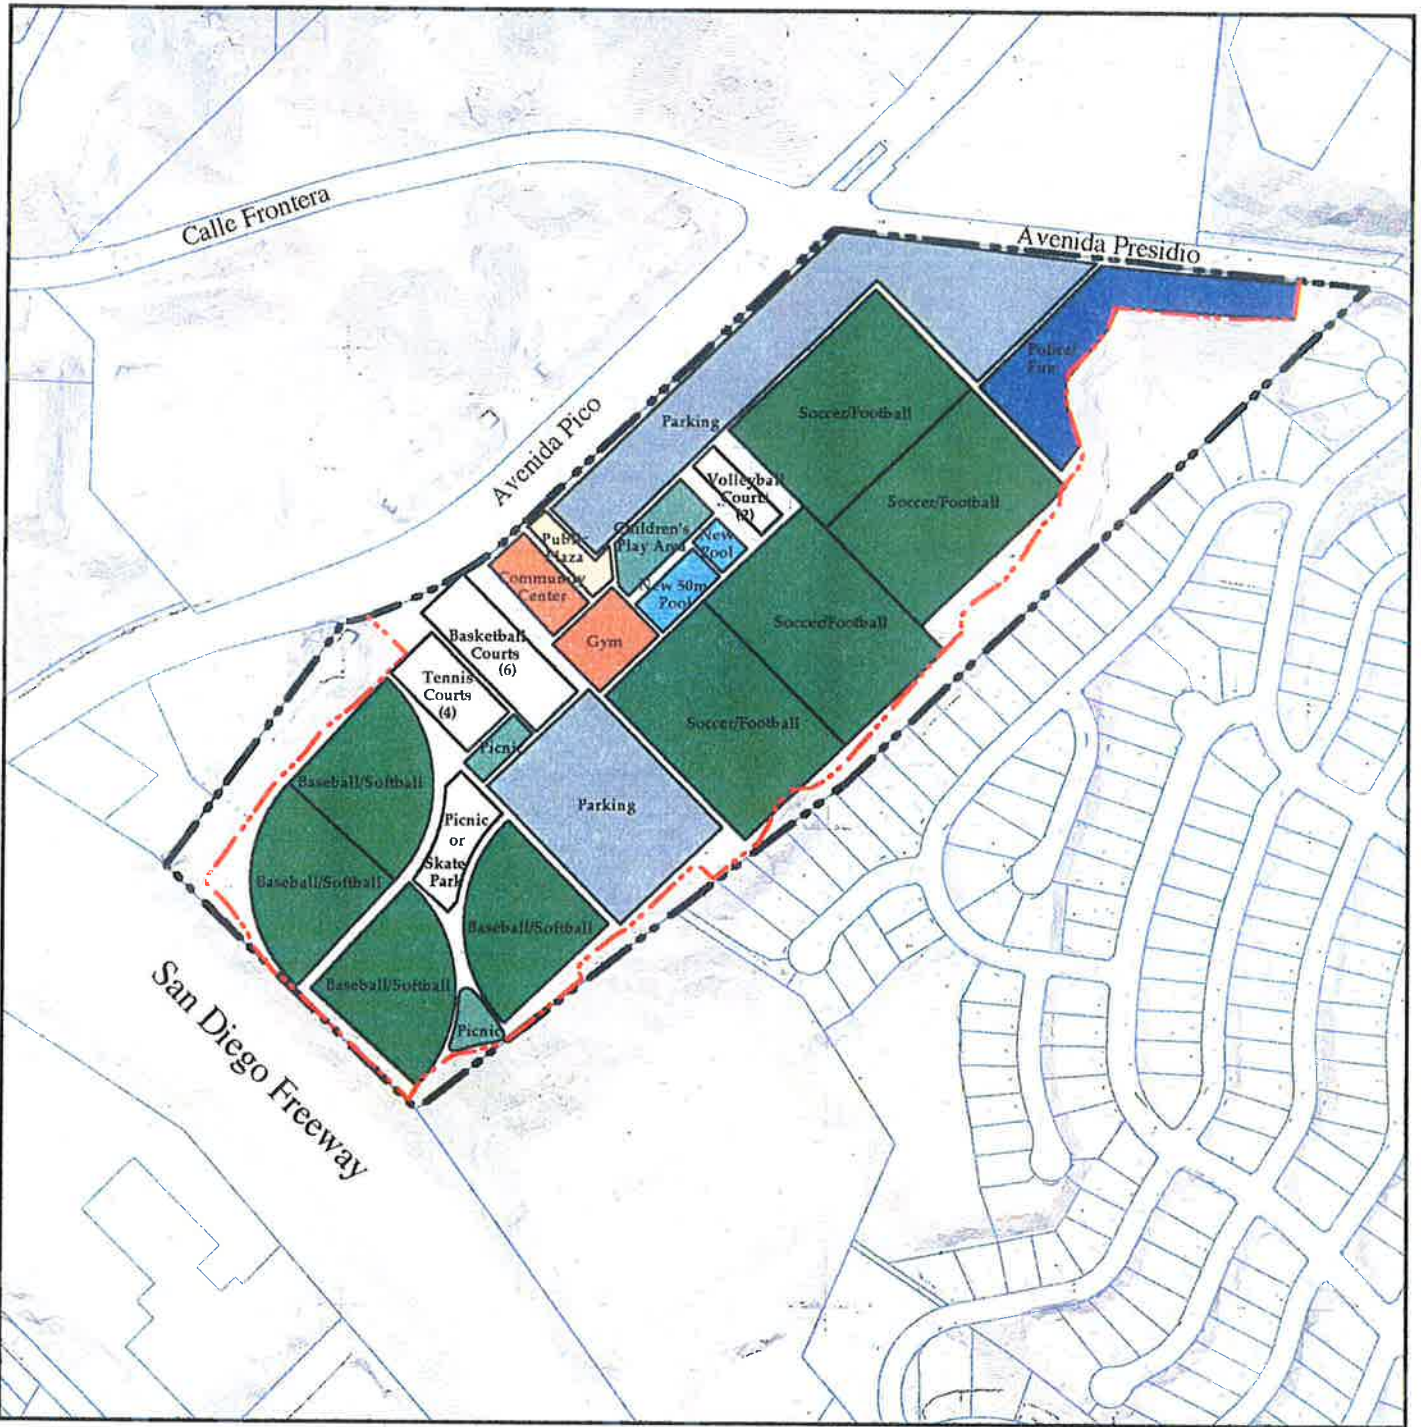 Calle Frontera
Avenida Presidio
Avenida Pico
Police/
Fire
Parking
Soccer/Football
Soccer/Football
Volleyball
Courts
(2)
Children's
Play Area
New
Pool
Public
Plaza
Community
Center
New 50m
Pool
Gym
Soccer/Football
Basketball
Courts
(6)
Tennis
Courts
(4)
Soccer/Football
Picnic
Baseball/Softball
Parking
Picnic
or
Skate
Park
Baseball/Softball
Baseball/Softball
Baseball/Softball
Picnic
San Diego Freeway